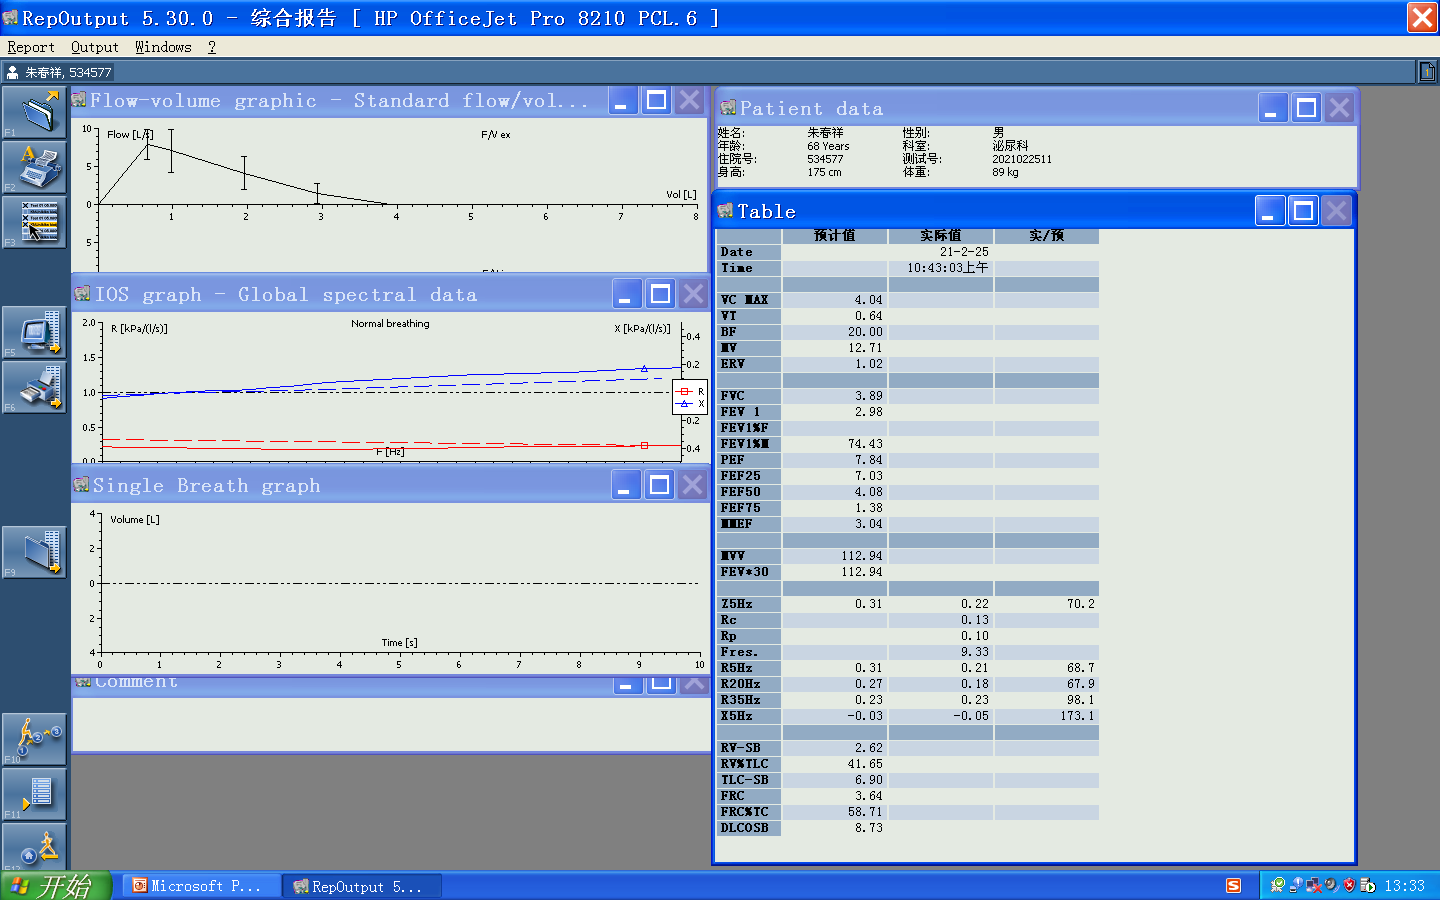 RepOutput 5.30.0 - 综合报告 [ HP OfficeJet Pro 8210 PCL.6 ]
Report Output Windows ?
朱春祥, 534577
F1
F2
F3
F5
F6
F9
F10
F11
F12
Flow-volume graphic - Standard flow/vol...
Flow [L/s]
F/V ex
Vol [L]
10
5
0
5
1 2 3 4 5 6 7 8
IOS graph - Global spectral data
R [kPa/(l/s)]
Normal breathing
X [kPa/(l/s)]
2.0
1.5
1.0
0.5
0.0
0.4
0.2
0.2
0.4
R
X
F [Hz]
Single Breath graph
Volume [L]
4
2
0
2
4
Time [s]
0 1 2 3 4 5 6 7 8 9 10
Comment
Patient data
姓名: 朱春祥 性别: 男
年龄: 68 Years 科室: 泌尿科
住院号: 534577 测试号: 2021022511
身高: 175 cm 体重: 89 kg
Table
预计值 实际值 实/预
Date 21-2-25
Time 10:43:03上午
VC MAX 4.04
VT 0.64
BF 20.00
MV 12.71
ERV 1.02
FVC 3.89
FEV 1 2.98
FEV1%F
FEV1%M 74.43
PEF 7.84
FEF25 7.03
FEF50 4.08
FEF75 1.38
MMEF 3.04
MVV 112.94
FEV*30 112.94
Z5Hz 0.31 0.22 70.2
Rc 0.13
Rp 0.10
Fres. 9.33
R5Hz 0.31 0.21 68.7
R20Hz 0.27 0.18 67.9
R35Hz 0.23 0.23 98.1
X5Hz -0.03 -0.05 173.1
RV-SB 2.62
RV%TLC 41.65
TLC-SB 6.90
FRC 3.64
FRC%TC 58.71
DLCOSB 8.73
开始
Microsoft P...
RepOutput 5...
13:33